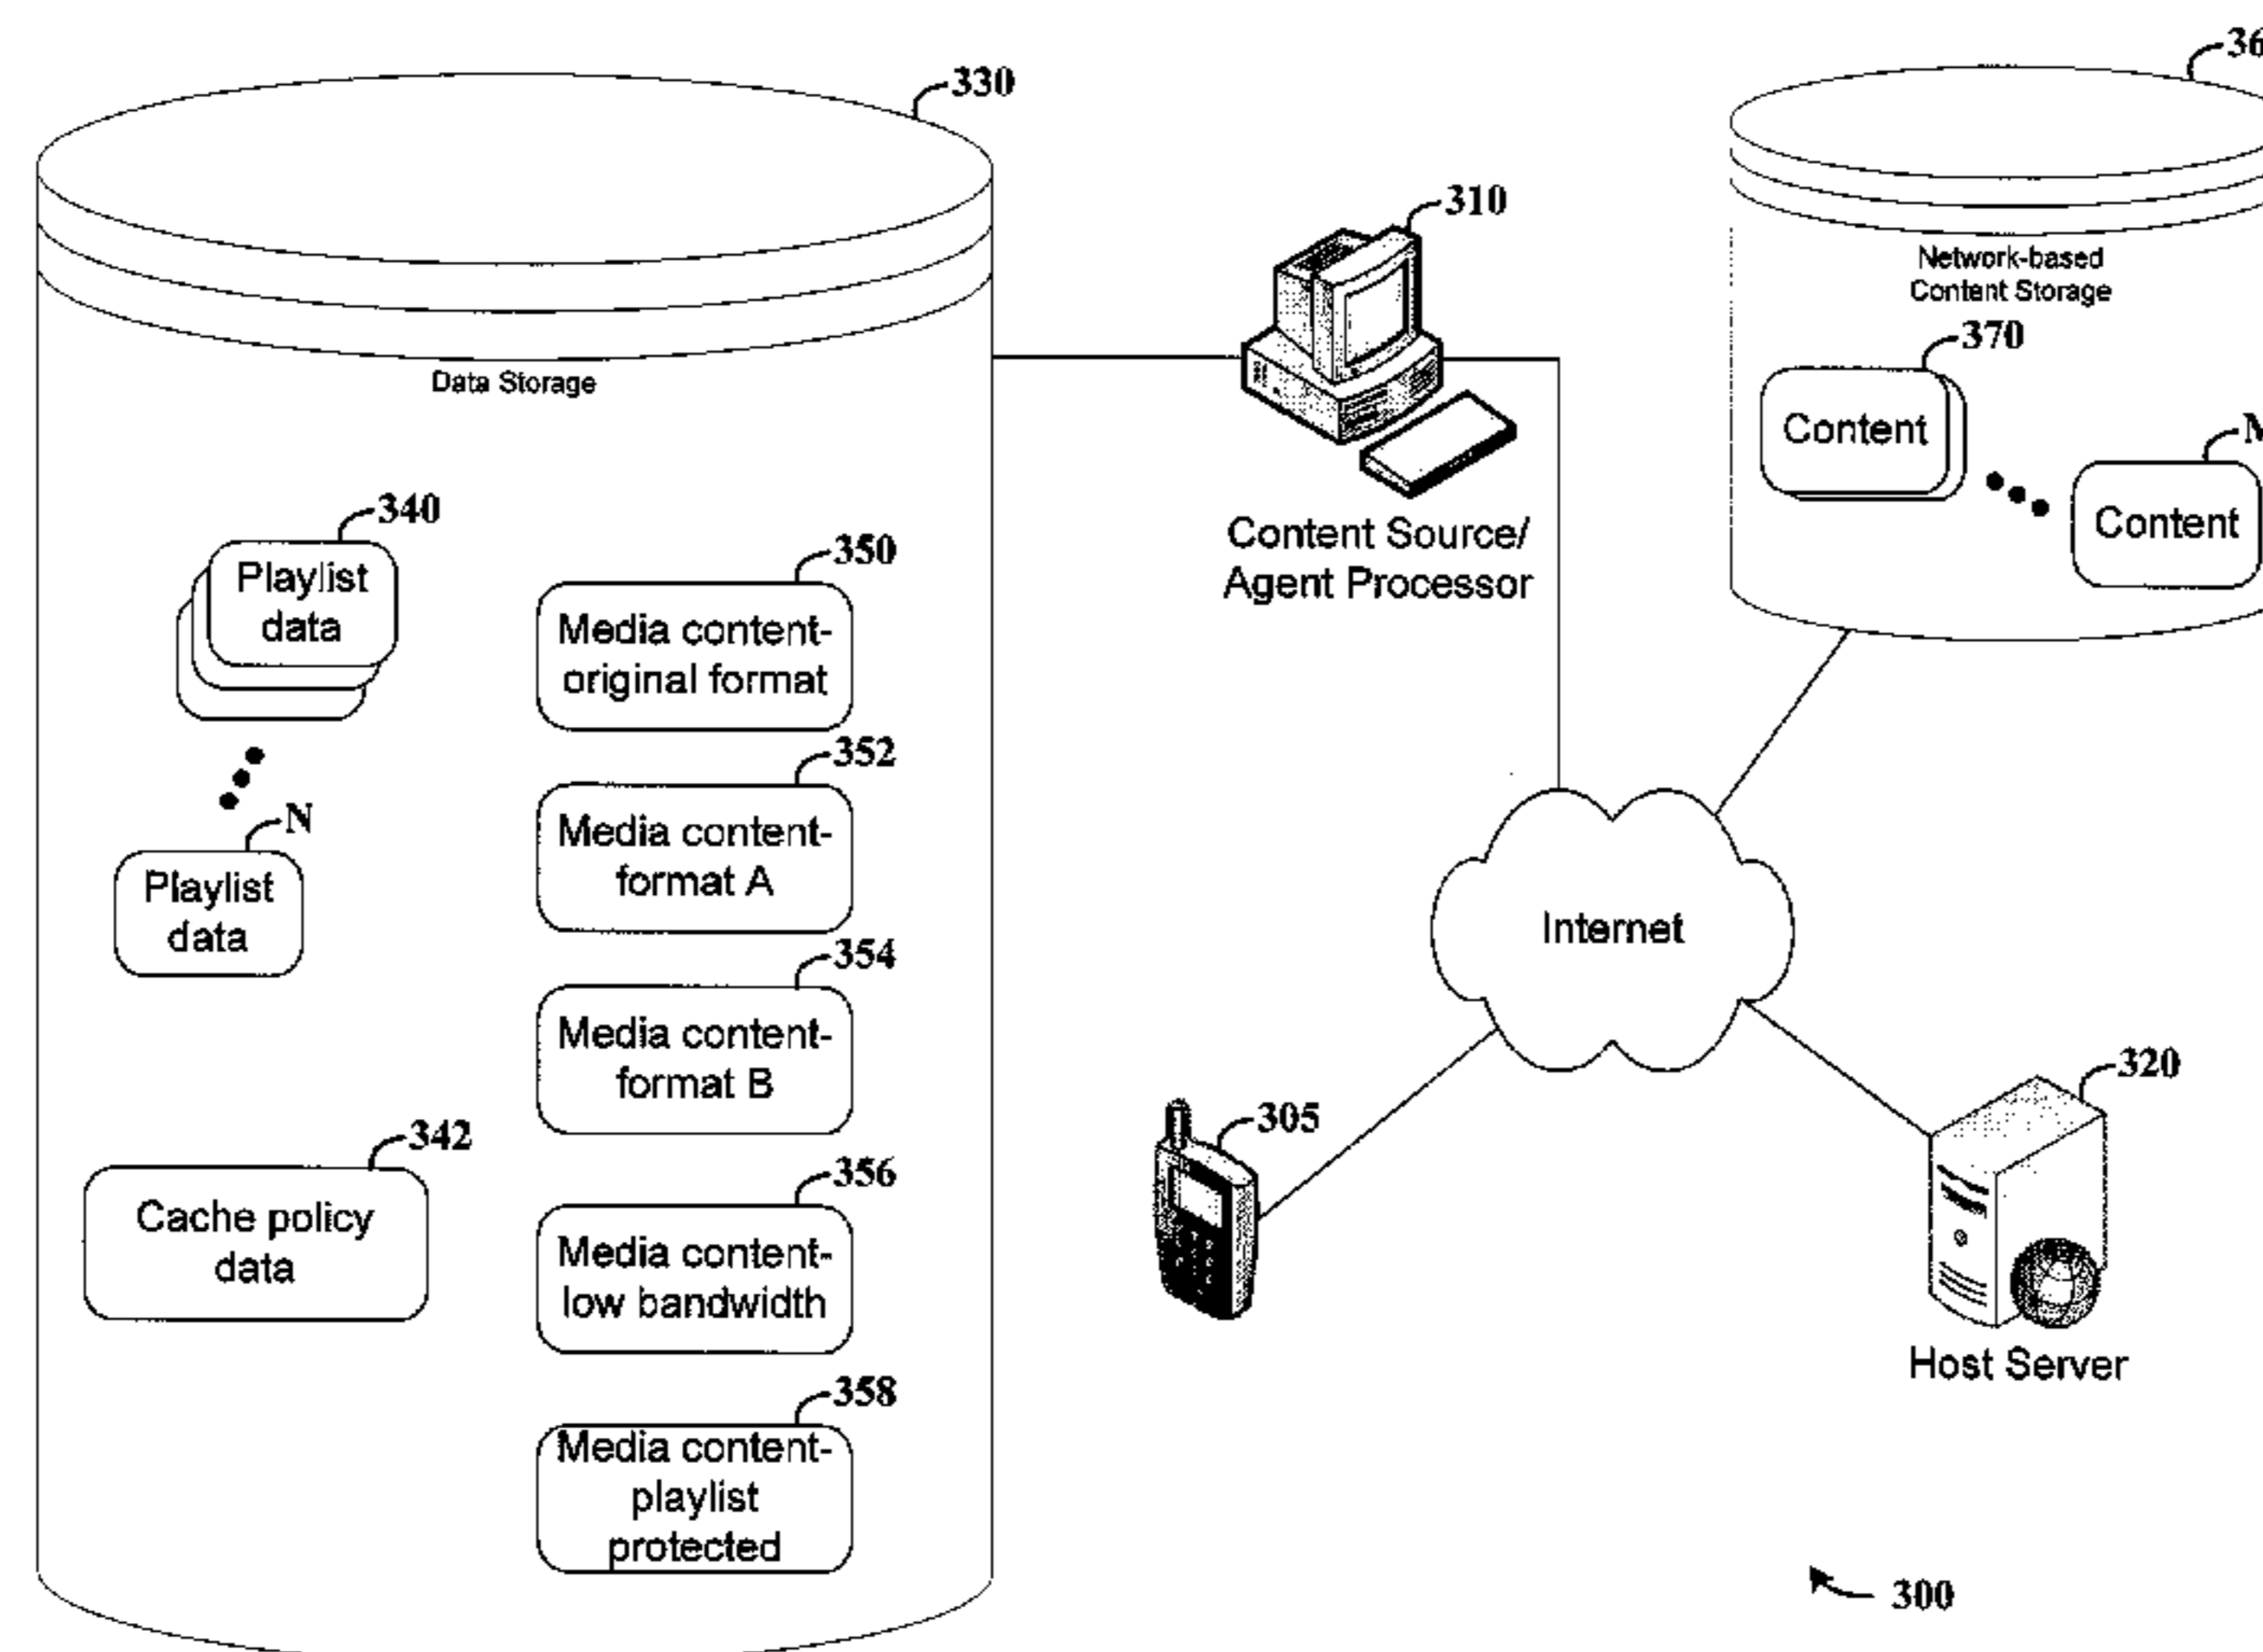 330
Data Storage
340
Playlist
data
N
Playlist
data
342
Cache policy
data
350
Media content-
original format
352
Media content-
format A
354
Media content-
format B
356
Media content-
low bandwidth
358
Media content-
playlist
protected
310
Content Source/
Agent Processor
Network-based
Content Storage
370
Content
Content
Internet
305
320
Host Server
300